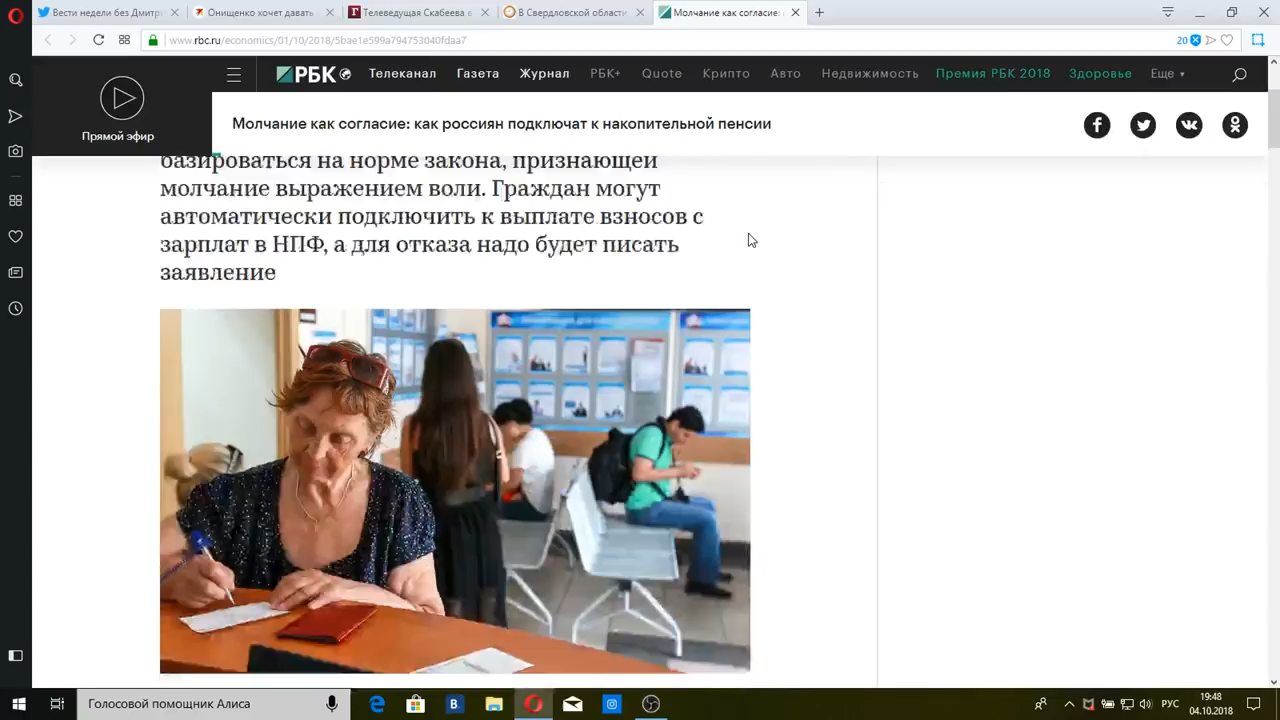 Вести недели без Дмитр
Онищенко хочет давать
Телеведущая Скабеева
В Свердловской области
Молчание как согласие:
www.rbc.ru/economics/01/10/2018/5bae1e599a794753040fdaa7
20
РБК
Телеканал
Газета
Журнал
РБК+
Quote
Крипто
Авто
Недвижимость
Премия РБК 2018
Здоровье
Еще
Прямой эфир
Молчание как согласие: как россиян подключат к накопительной пенсии
базироваться на норме закона, признающей
молчание выражением воли. Граждан могут
автоматически подключить к выплате взносов с
зарплат в НПФ, а для отказа надо будет писать
заявление
Голосовой помощник Алиса
РУС
19:48
04.10.2018